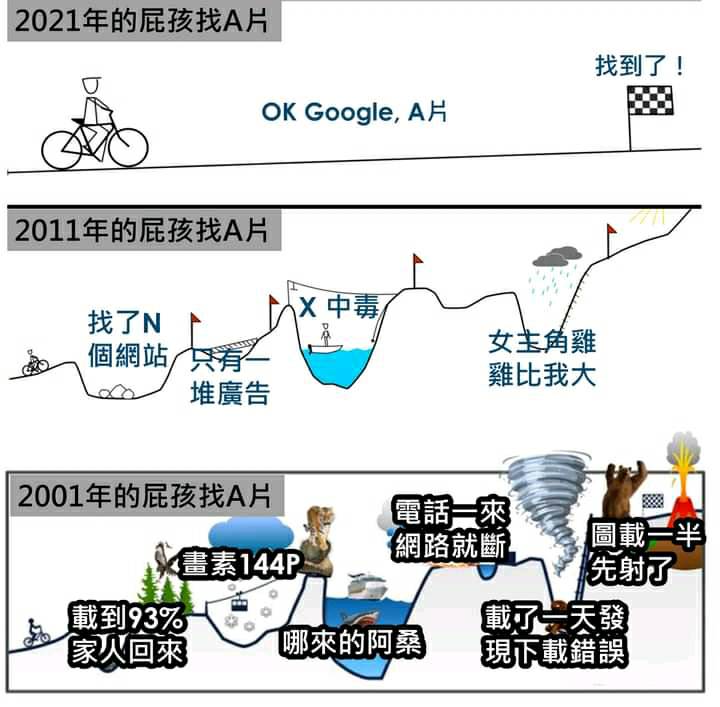 2021年的屁孩找A片
找到了！
OK Google, A片
2011年的屁孩找A片
找了N
個網站
只有一
堆廣告
X 中毒
女主角雞
雞比我大
2001年的屁孩找A片
載到93%
家人回來
畫素144P
哪來的阿桑
電話一來
網路就斷
載了一天發
現下載錯誤
圖載一半
先射了